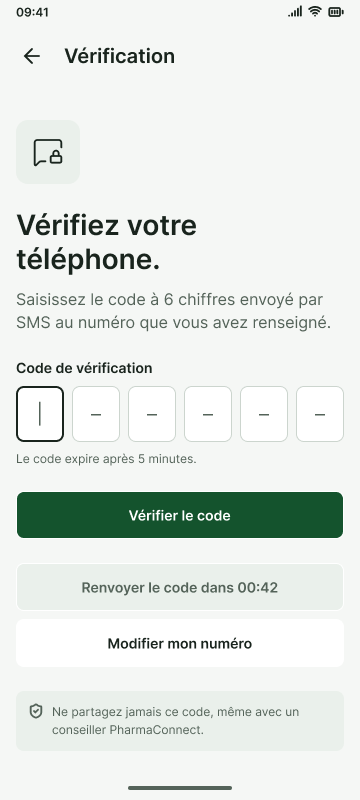 09:41
Vérification
Vérifiez votre
téléphone.
Saisissez le code à 6 chiffres envoyé par
SMS au numéro que vous avez renseigné.
Code de vérification
– – – – –
Le code expire après 5 minutes.
Vérifier le code
Renvoyer le code dans 00:42
Modifier mon numéro
Ne partagez jamais ce code, même avec un
conseiller PharmaConnect.